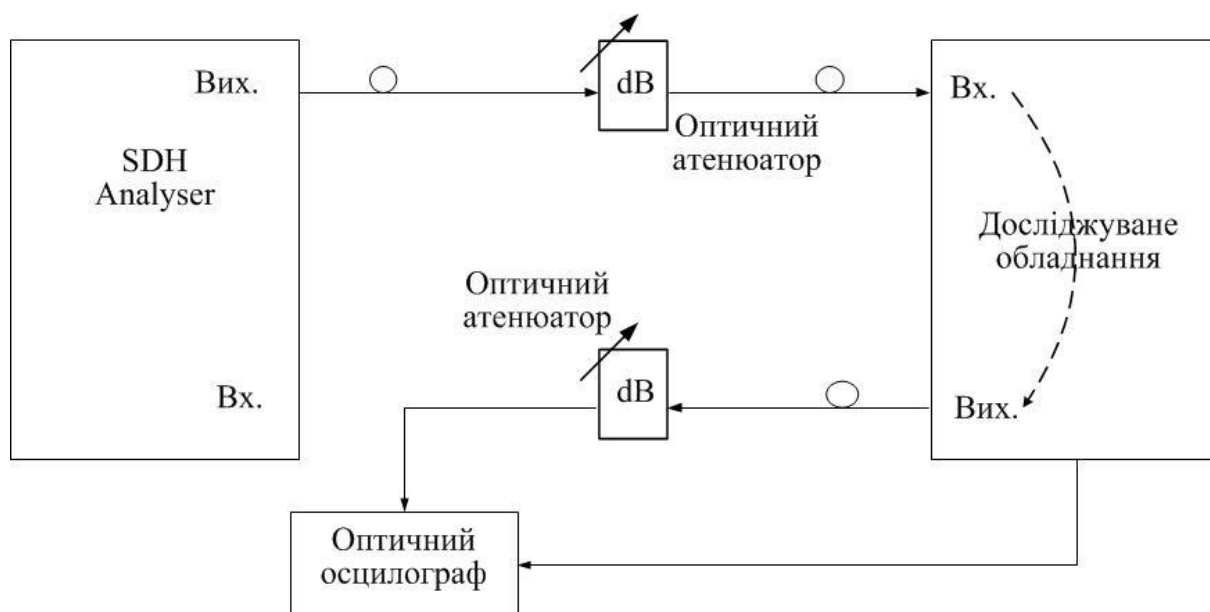 Вих.
SDH
Analyser
Вх.
dB
Оптичний
атенюатор
Вх.
Досліджуване
обладнання
Вих.
Оптичний
атенюатор
dB
Оптичний
осцилограф